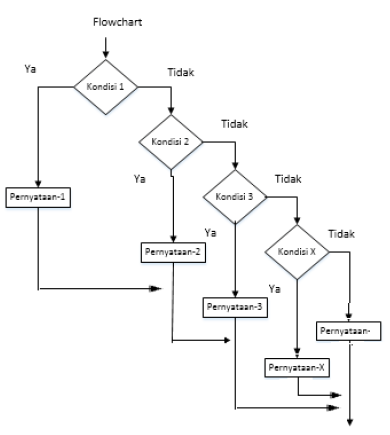 Flowchart
Ya
Tidak
Kondisi 1
Tidak
Kondisi 2
Ya
Tidak
Kondisi 3
Pernyataan-1
Ya
Tidak
Kondisi X
Pernyataan-2
Ya
Pernyataan-3
Pernyataan-
Pernyataan-X